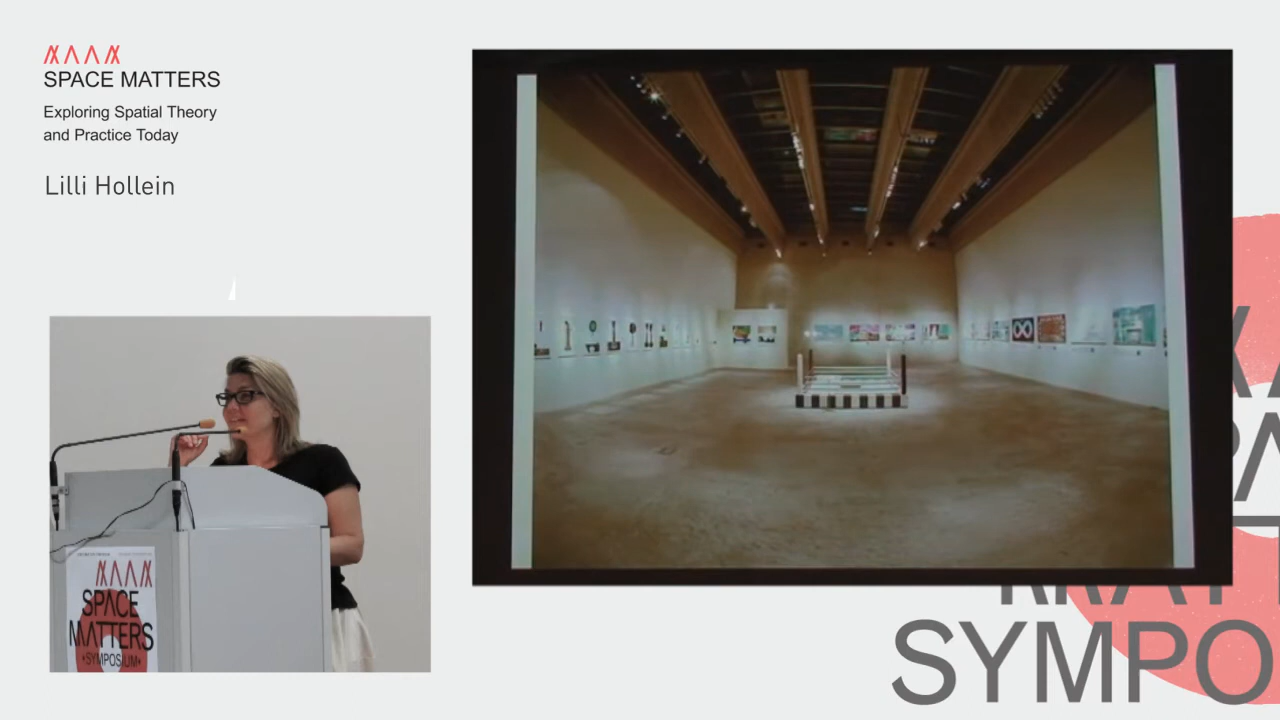 SPACE MATTERS
Exploring Spatial Theory
and Practice Today
Lilli Hollein
SPACE
MATTERS
•SYMPOSIUM•
SYMPO